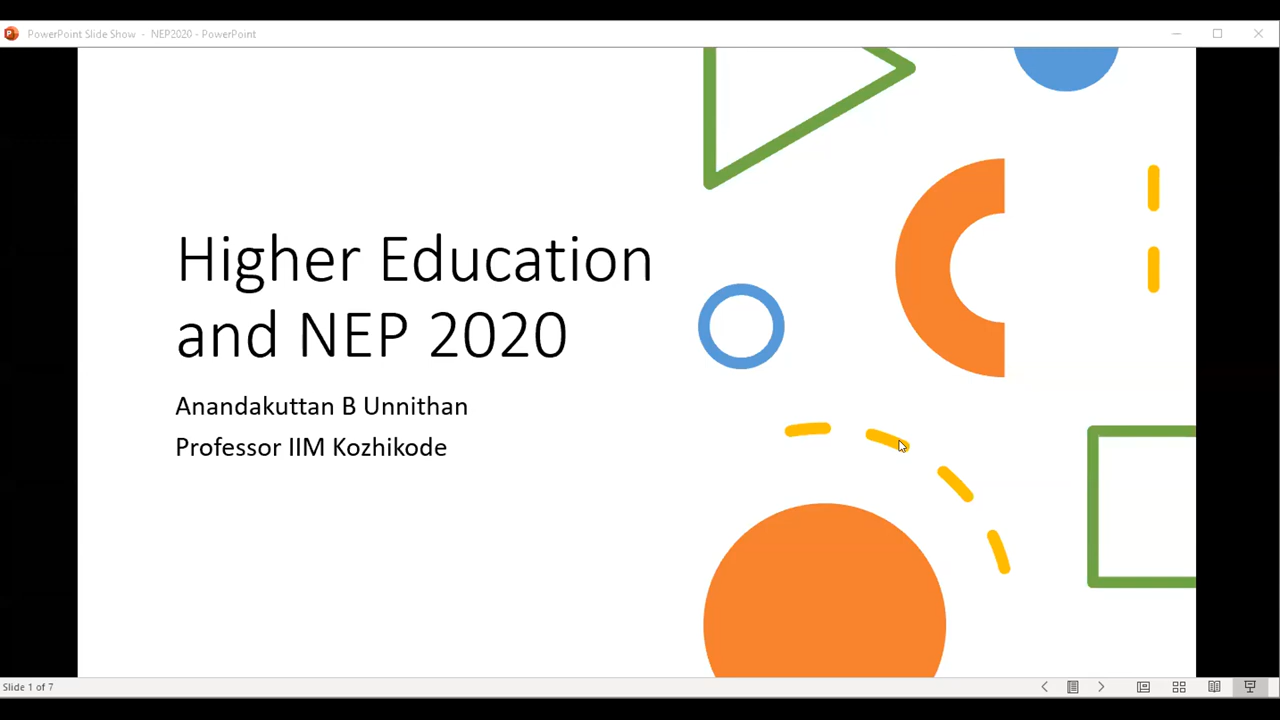 PowerPoint Slide Show - NEP2020 - PowerPoint
Higher Education
and NEP 2020
Anandakuttan B Unnithan
Professor IIM Kozhikode
Slide 1 of 7